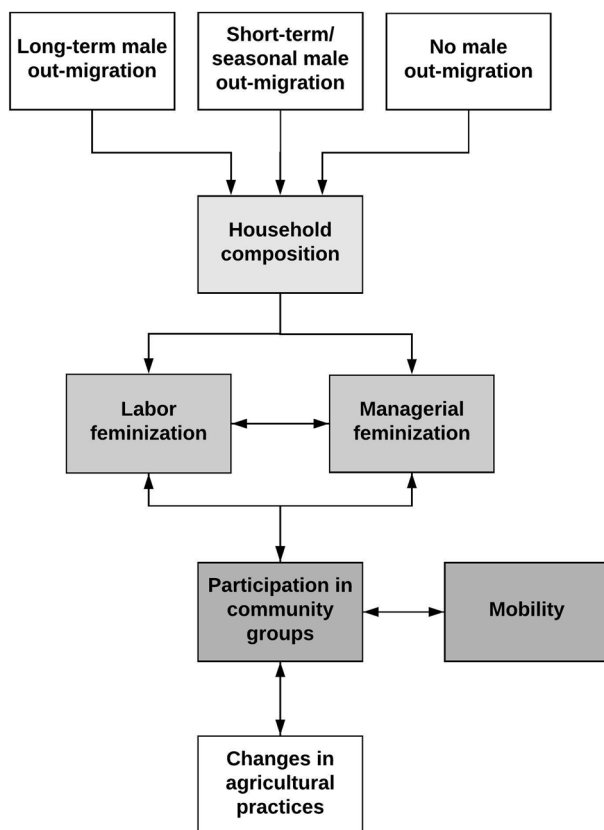 Long-term male
out-migration
Short-term/
seasonal male
out-migration
No male
out-migration
Household
composition
Labor
feminization
Managerial
feminization
Participation in
community
groups
Mobility
Changes in
agricultural
practices